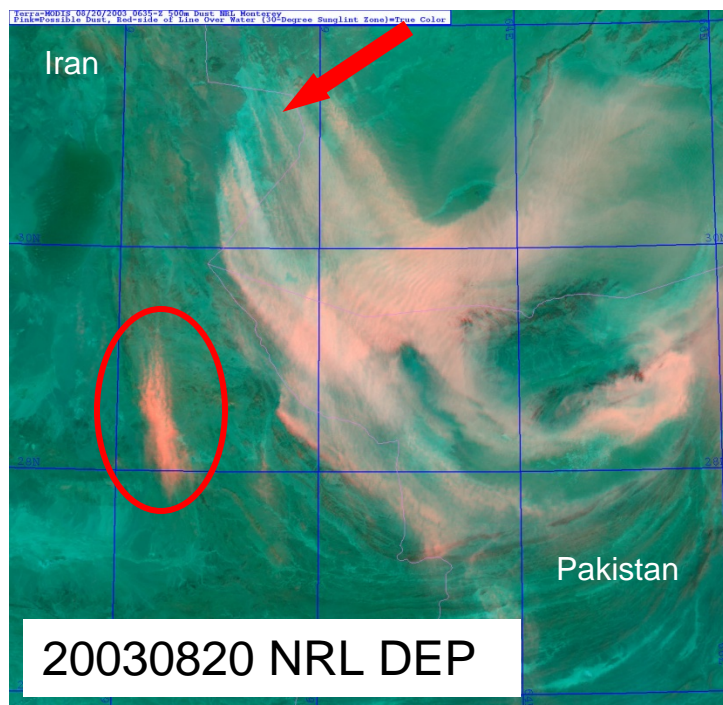 Terra-MODIS 08/20/2003 0635-Z 500m Dust NRL Monterey
Pink=Possible Dust, Red-side of Line Over Water (30-Degree Sunglint Zone)=True Color
Iran
30N
30N
28N
28N
Pakistan
20030820 NRL DEP